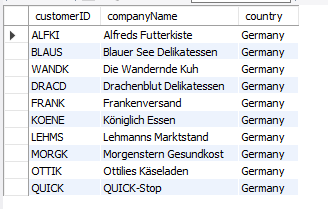 customerID companyName country
ALFKI Alfreds Futterkiste Germany
BLAUS Blauer See Delikatessen Germany
WANDK Die Wandernde Kuh Germany
DRACD Drachenblut Delikatessen Germany
FRANK Frankenversand Germany
KOENE Königlich Essen Germany
LEHMS Lehmanns Marktstand Germany
MORGK Morgenstern Gesundkost Germany
OTTIK Ottilies Käseladen Germany
QUICK QUICK-Stop Germany